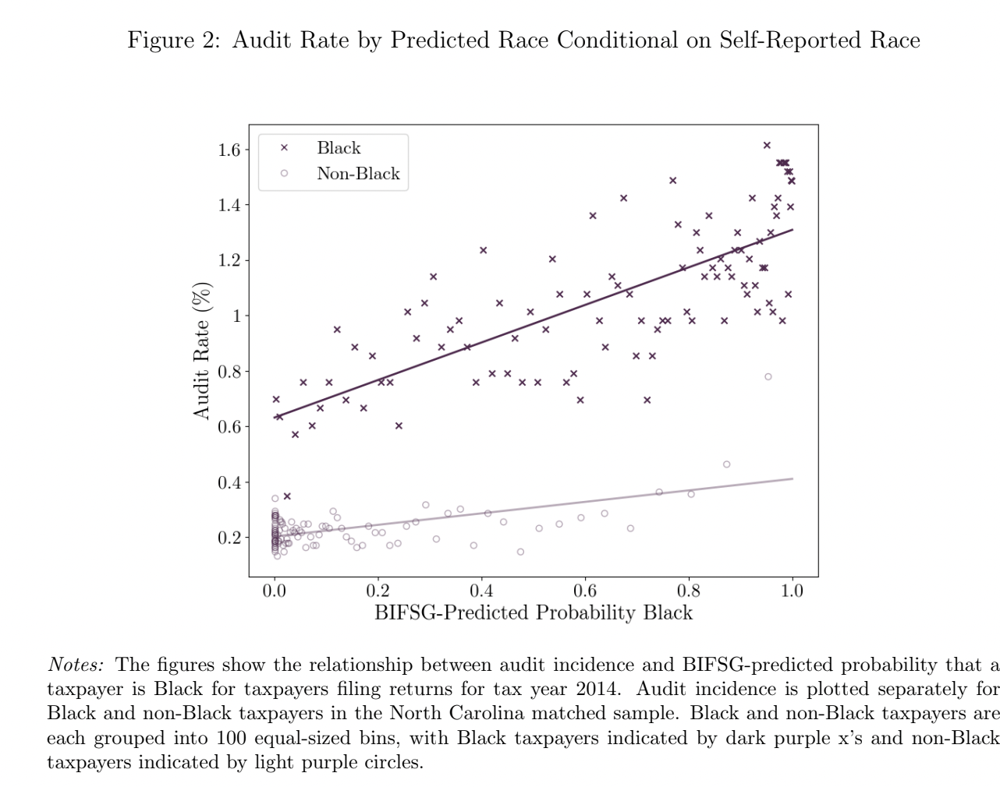 Figure 2: Audit Rate by Predicted Race Conditional on Self-Reported Race
Black
Non-Black
1.6
1.4
1.2
1
0.8
0.6
0.4
0.2
Audit Rate (%)
0.0 0.2 0.4 0.6 0.8 1.0
BIFSG-Predicted Probability Black
Notes: The figures show the relationship between audit incidence and BIFSG-predicted probability that a
taxpayer is Black for taxpayers filing returns for tax year 2014. Audit incidence is plotted separately for
Black and non-Black taxpayers in the North Carolina matched sample. Black and non-Black taxpayers are
each grouped into 100 equal-sized bins, with Black taxpayers indicated by dark purple x's and non-Black
taxpayers indicated by light purple circles.